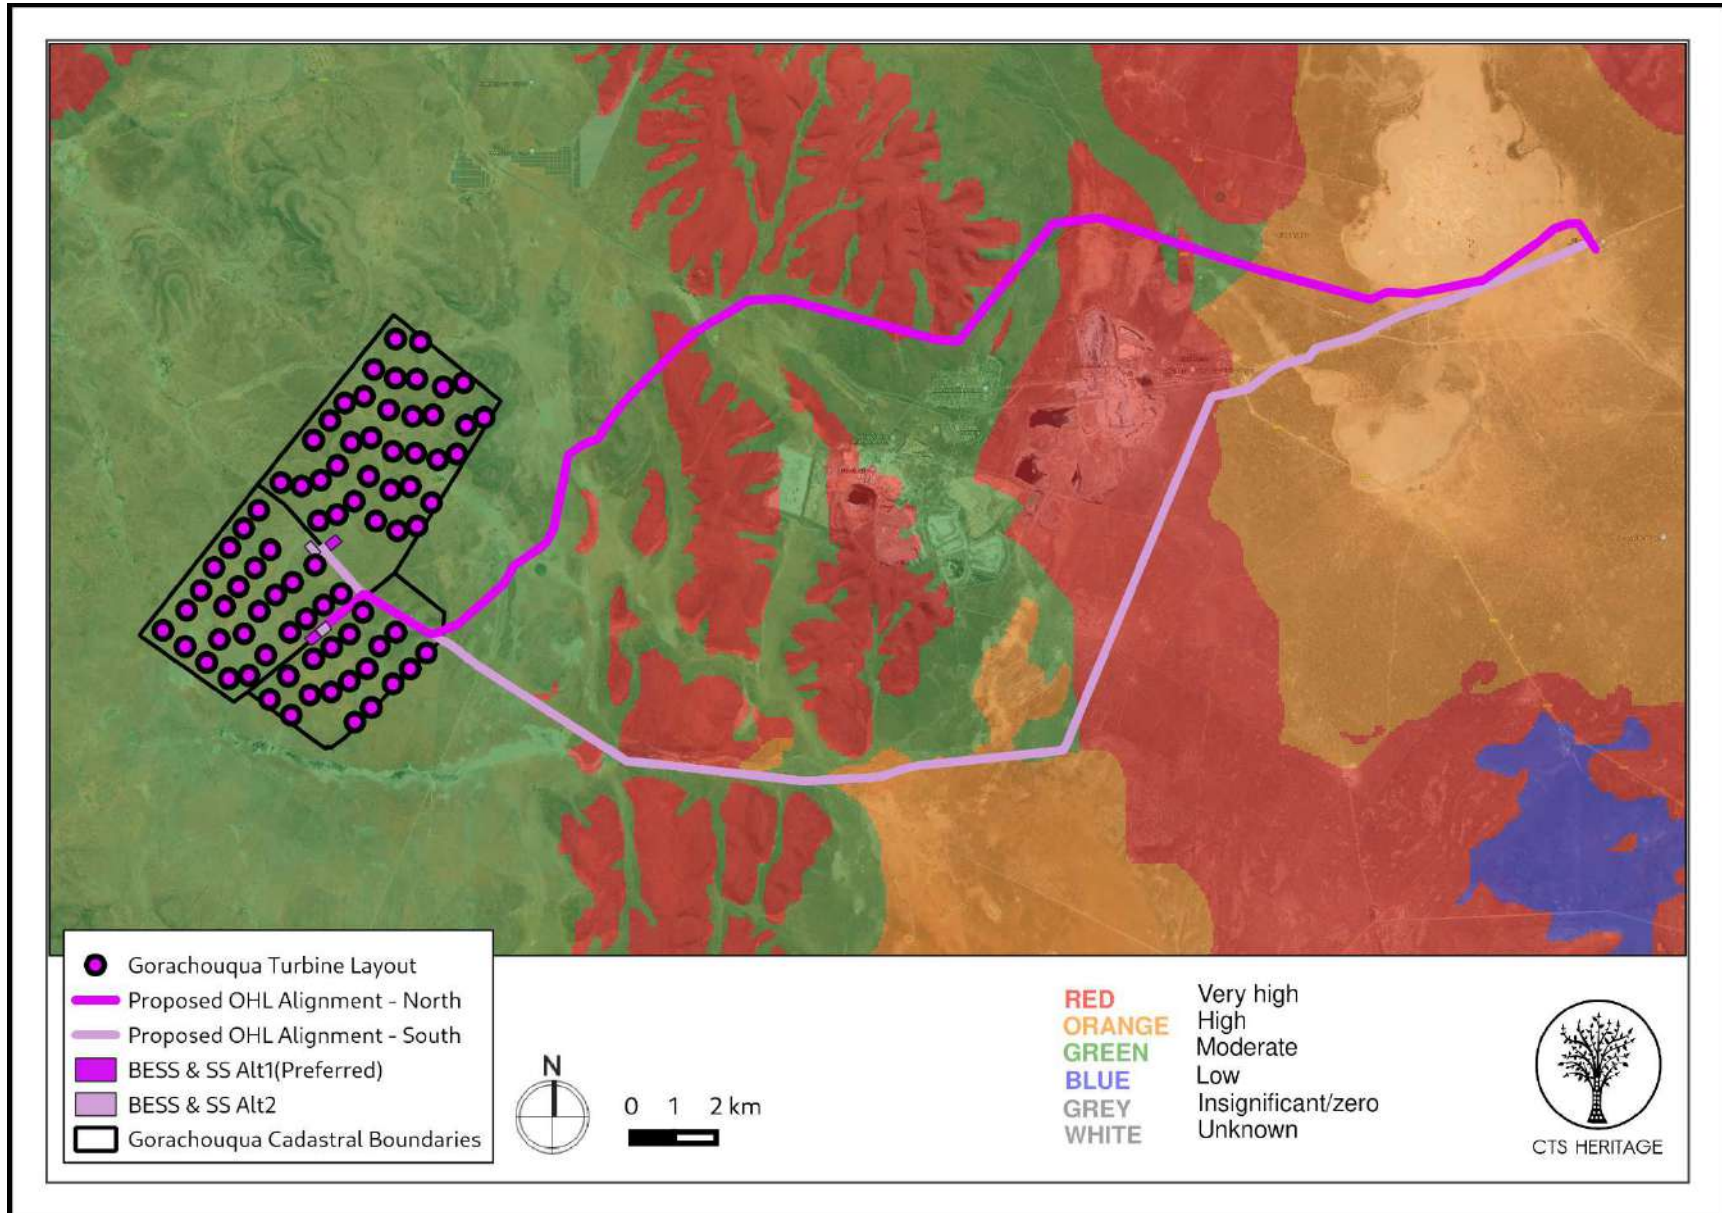 Gorachouqua Turbine Layout
Proposed OHL Alignment - North
Proposed OHL Alignment - South
BESS & SS Alt1(Preferred)
BESS & SS Alt2
Gorachouqua Cadastral Boundaries
N
0 1 2 km
RED Very high
ORANGE High
GREEN Moderate
BLUE Low
GREY Insignificant/zero
WHITE Unknown
CTS HERITAGE